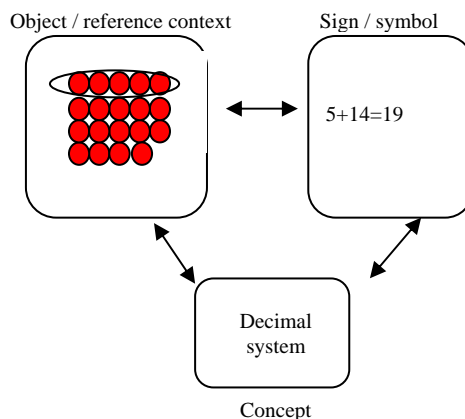 Object / reference context
Sign / symbol
5+14=19
Decimal
system
Concept